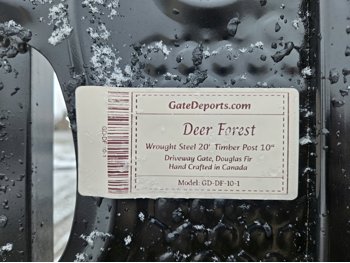 GateDeports.com
Deer Forest
Wrought Steel 20' Timber Post 10"
Driveway Gate, Douglas Fir
Hand Crafted in Canada
Model: GD-DF-10-1